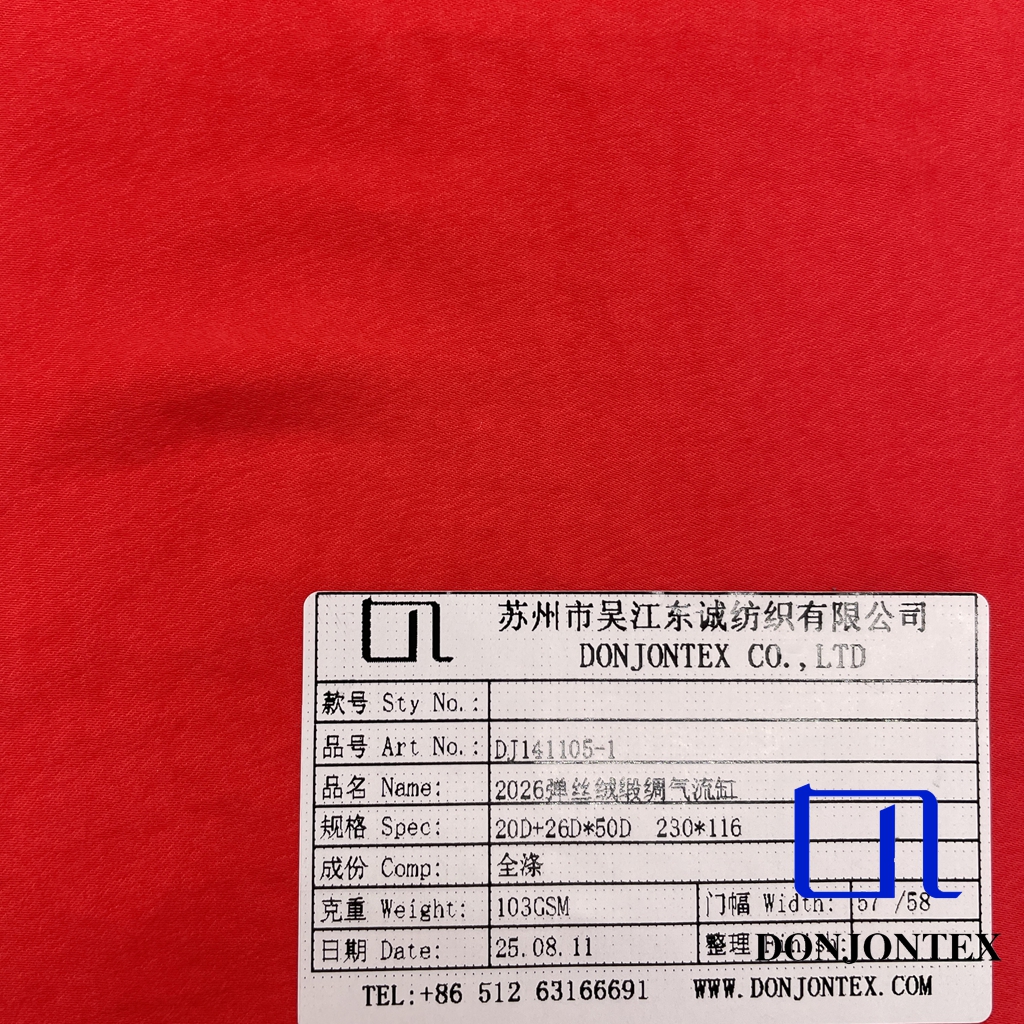 苏州市吴江东诚纺织有限公司
DONJONTEX CO.,LTD
款号 Sty No.:
品号 Art No.: DJ141105-1
品名 Name: 2026弹丝绒缎绸气流缸
规格 Spec: 20D+26D*50D 230*116
成份 Comp: 全涤
克重 Weight: 103GSM 门幅 Width: 57 /58
日期 Date: 25.08.11 整理
DONJONTEX
TEL:+86 512 63166691 WWW.DONJONTEX.COM